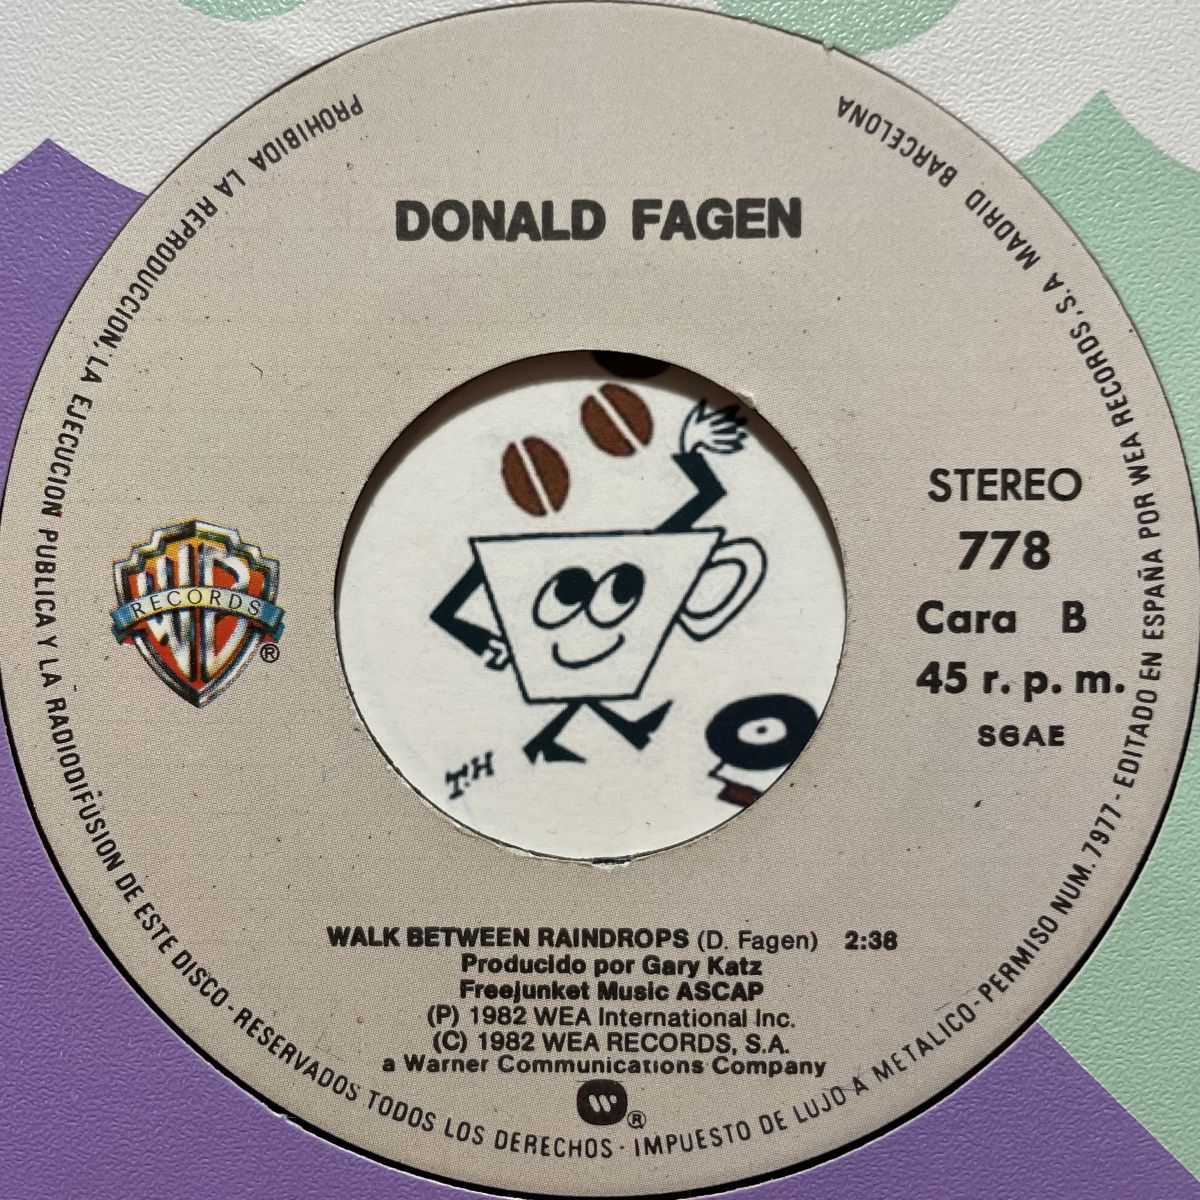 DONALD FAGEN
STEREO
778
Cara B
45 r. p. m.
SGAE
WB
RECORDS
®
T.H
WALK BETWEEN RAINDROPS (D. Fagen) 2:36
Producido por Gary Katz
Freejunket Music ASCAP
(P) 1982 WEA International Inc.
(C) 1982 WEA RECORDS, S.A.
a Warner Communications Company
®
PROHIBIDA LA REPRODUCCION, LA EJECUCION PUBLICA Y LA RADIODIFUSION DE ESTE DISCO - RESERVADOS TODOS LOS DERECHOS - IMPUESTO DE LUJO A METALICO - PERMISO NUM. 7977 - EDITADO EN ESPAÑA POR WEA RECORDS, S.A MADRID BARCELONA